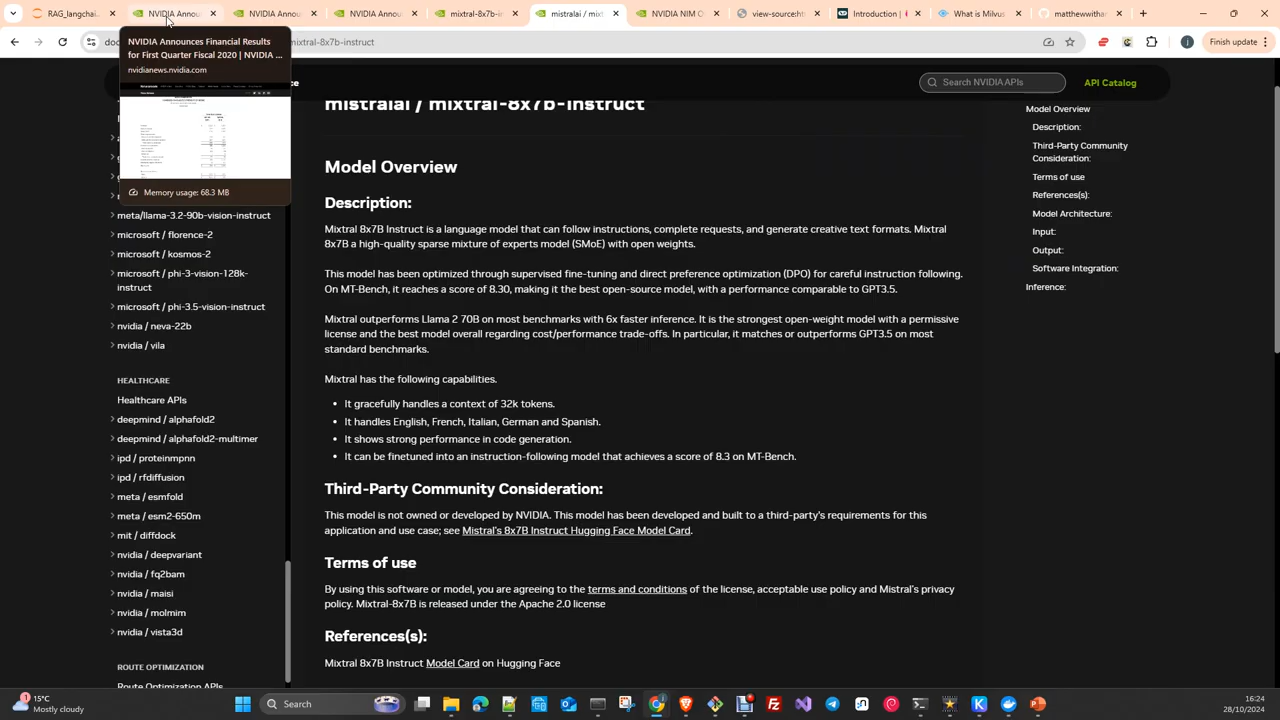 RAG_langchai
NVIDIA Annou
NVIDIA Annou
mixtral-8x7b-
mistralai / mix
NVIDIA NIM O
view-sourceht
What is Milvus
matthewwithan
mixtral-8x7b-instruct
Finish update
NVIDIA Announces Financial Results
for First Quarter Fiscal 2020 | NVIDIA ...
nvidianews.nvidia.com
Memory usage: 68.3 MB
Search NVIDIA APIs
API Catalog
mixtral-8x7b-instruct
meta/llama-3.2-90b-vision-instruct
microsoft / florence-2
microsoft / kosmos-2
microsoft / phi-3-vision-128k-
instruct
microsoft / phi-3.5-vision-instruct
nvidia / neva-22b
nvidia / vila
HEALTHCARE
Healthcare APIs
deepmind / alphafold2
deepmind / alphafold2-multimer
ipd / proteinmpnn
ipd / rfdiffusion
meta / esmfold
meta / esm2-650m
mit / diffdock
nvidia / deepvariant
nvidia / fq2bam
nvidia / maisi
nvidia / molmim
nvidia / vista3d
ROUTE OPTIMIZATION
Route Optimization APIs
Model Overview
Description:
Mixtral 8x7B Instruct is a language model that can follow instructions, complete requests, and generate creative text formats. Mixtral
8x7B a high-quality sparse mixture of experts model (SMoE) with open weights.
This model has been optimized through supervised fine-tuning and direct preference optimization (DPO) for careful instruction following.
On MT-Bench, it reaches a score of 8.30, making it the best open-source model, with a performance comparable to GPT3.5.
Mixtral outperforms Llama 2 70B on most benchmarks with 6x faster inference. It is the strongest open-weight model with a permissive
license and the best model overall regarding cost/performance trade-offs. In particular, it matches or outperforms GPT3.5 on most
standard benchmarks.
Mixtral has the following capabilities.
• It gracefully handles a context of 32k tokens.
• It handles English, French, Italian, German and Spanish.
• It shows strong performance in code generation.
• It can be finetuned into an instruction-following model that achieves a score of 8.3 on MT-Bench.
Third-Party Community Consideration:
This model is not owned or developed by NVIDIA. This model has been developed and built to a third-party's requirements for this
application and use case; see Mistral's 8x7B Instruct Hugging Face Model Card.
Terms of use
By using this software or model, you are agreeing to the terms and conditions of the license, acceptable use policy and Mistral's privacy
policy. Mixtral-8x7B is released under the Apache 2.0 license
References(s):
Mixtral 8x7B Instruct Model Card on Hugging Face
Model Overview
Description:
Third-Party Community
Consideration:
Terms of use
References(s):
Model Architecture:
Input:
Output:
Software Integration:
Inference:
15°C
Mostly cloudy
Search
16:24
28/10/2024